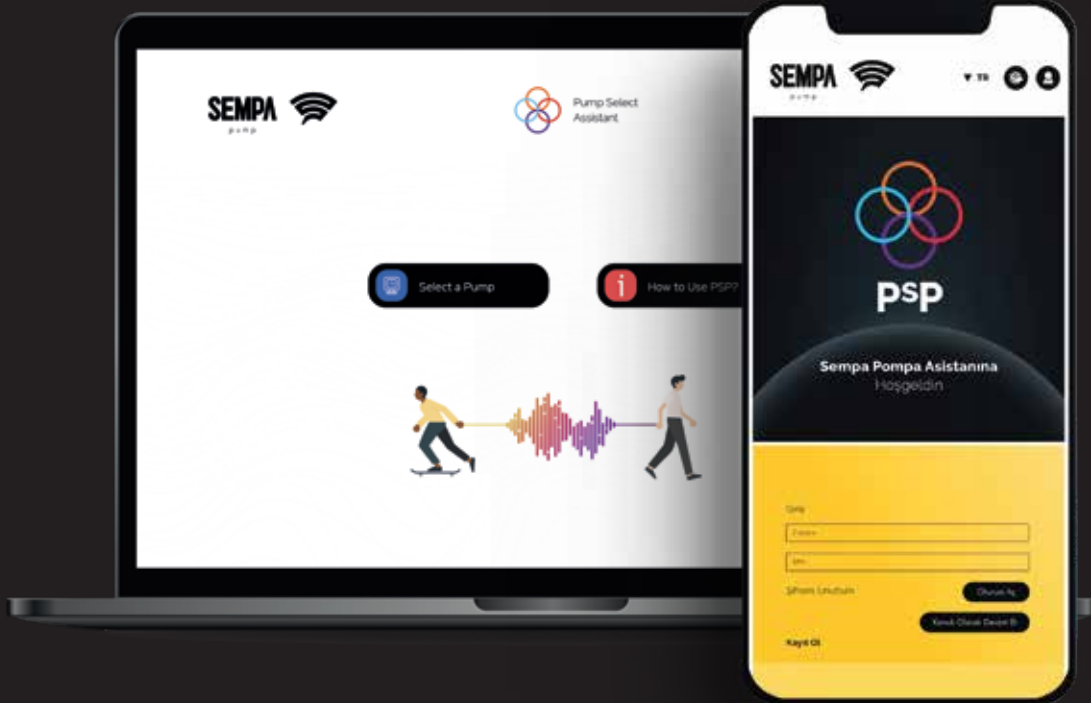 SEMPA
pump
Pump Select
Assistant
Select a Pump
How to Use PSP?
SEMPA
pump
TR
PSP
Sempa Pompa Asistanına
Hoşgeldin
Giriş
Şifremi Unuttum
Oturum Aç
Konuk Olarak Devam Et
Kayıt Ol